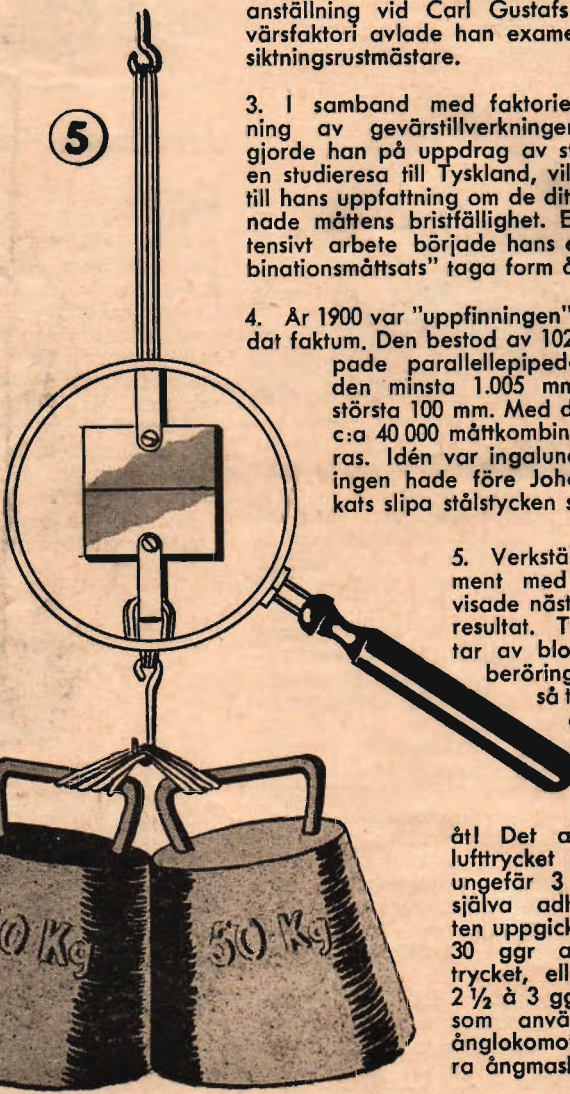 anställning vid Carl Gustafs
värsfaktori avlade han exame
siktningsrustmästare.
3. I samband med faktorie
ning av gevärstillverkningen
gjorde han på uppdrag av st
en studieresa till Tyskland, vil
till hans uppfattning om de dit
nade måttens bristfällighet. E
tensivt arbete började hans e
binationsmåttsats" taga form å
4. År 1900 var "uppfinningen"
dat faktum. Den bestod av 102
pade parallellepiped
den minsta 1.005 mm
största 100 mm. Med d
c:a 40 000 måttkombin
ras. Idén var ingalund
ingen hade före Joha
kats slipa stålstycken s
5. Verkstä
ment med
visade näst
resultat. T
tar av blo
beröring
så t
åt! Det a
lufttrycket
ungefär 3
själva adh
ten uppgick
30 ggr a
trycket, ell
2 ½ à 3 gg
som använ
ånglokomot
ra ångmask
5
0 Kg
50 Kg